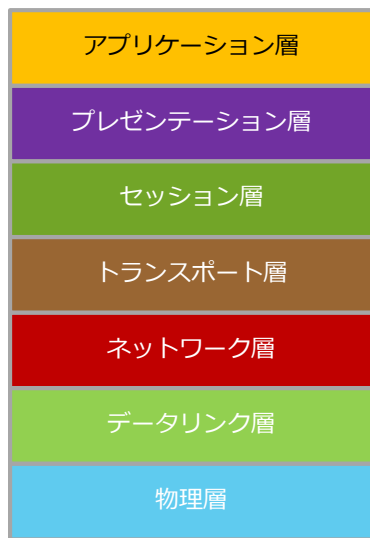 アプリケーション層
プレゼンテーション層
セッション層
トランスポート層
ネットワーク層
データリンク層
物理層